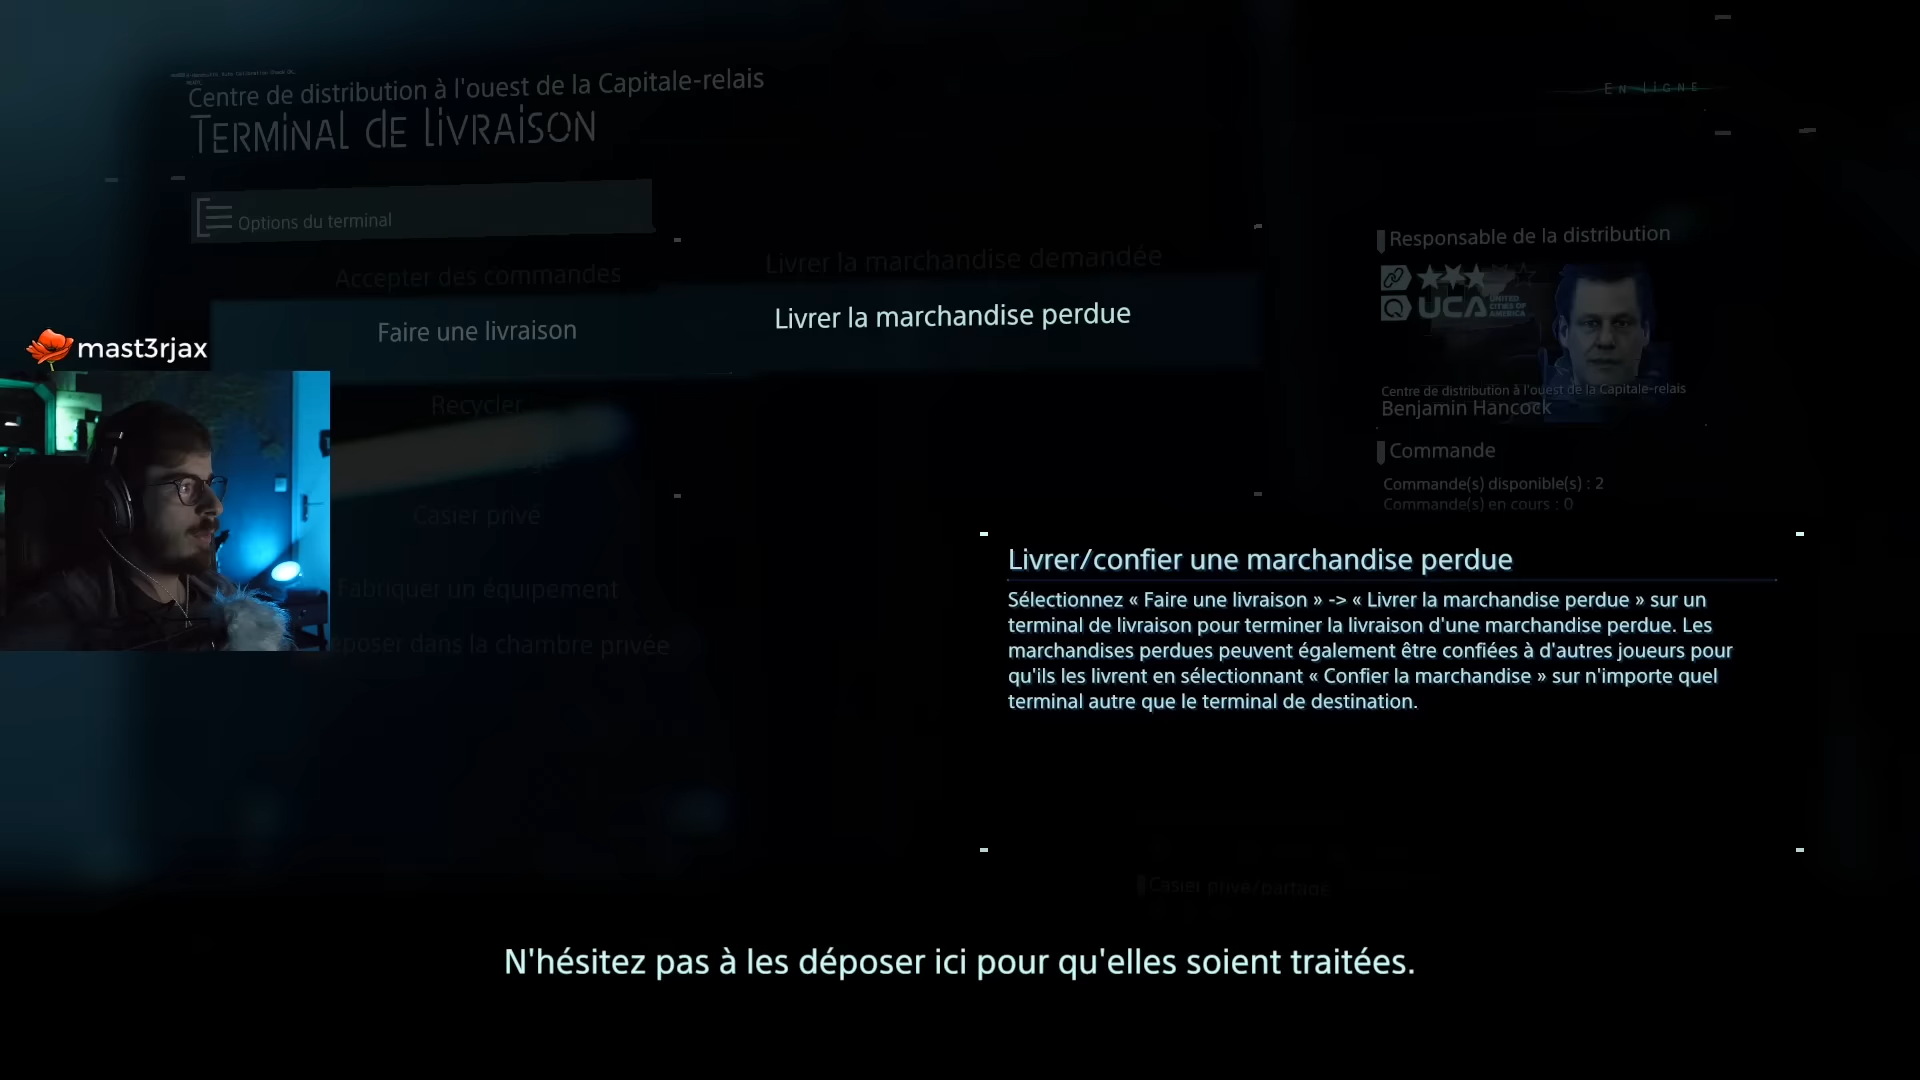 Centre de distribution à l'ouest de la Capitale-relais
Terminal de livraison
En ligne
Options du terminal
Accepter des commandes
Livrer la marchandise demandée
Faire une livraison
Livrer la marchandise perdue
Recycler
Casier privé
Fabriquer un équipement
époser dans la chambre privée
mast3rjax
Responsable de la distribution
UCA UNITED CITIES OF AMERICA
Centre de distribution à l'ouest de la Capitale-relais
Benjamin Hancock
Commande
Commande(s) disponible(s) : 2
Commande(s) en cours : 0
Livrer/confier une marchandise perdue
Sélectionnez « Faire une livraison » -> « Livrer la marchandise perdue » sur un
terminal de livraison pour terminer la livraison d'une marchandise perdue. Les
marchandises perdues peuvent également être confiées à d'autres joueurs pour
qu'ils les livrent en sélectionnant « Confier la marchandise » sur n'importe quel
terminal autre que le terminal de destination.
Casier privé/partagé
N'hésitez pas à les déposer ici pour qu'elles soient traitées.